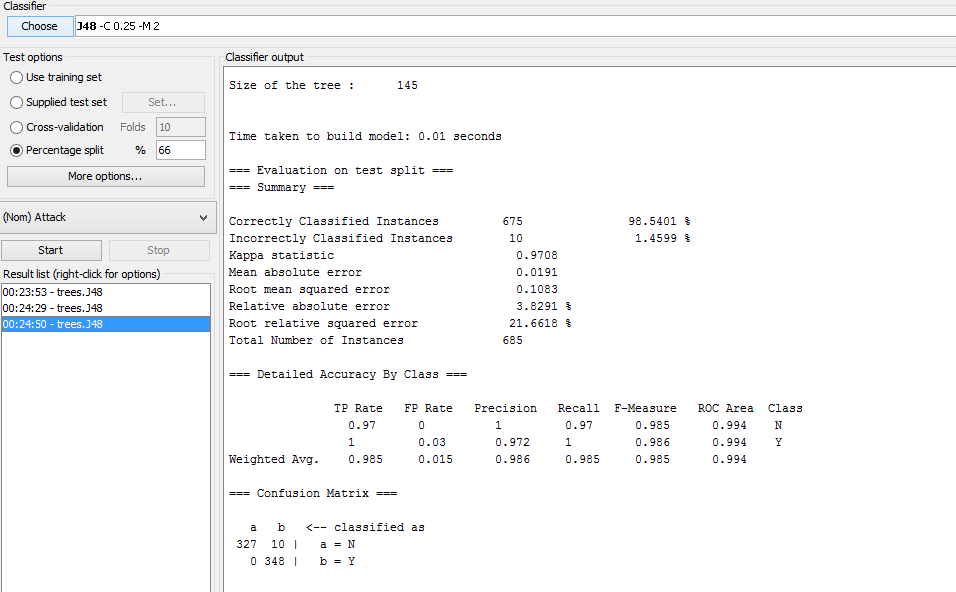 Classifier
Choose J48 -C 0.25 -M 2
Test options
Use training set
Supplied test set Set...
Cross-validation Folds 10
Percentage split % 66
More options...
(Nom) Attack
Start Stop
Result list (right-click for options)
00:23:53 - trees.J48
00:24:29 - trees.J48
00:24:50 - trees.J48
Classifier output
Size of the tree : 145
Time taken to build model: 0.01 seconds
=== Evaluation on test split ===
=== Summary ===
Correctly Classified Instances 675 98.5401 %
Incorrectly Classified Instances 10 1.4599 %
Kappa statistic 0.9708
Mean absolute error 0.0191
Root mean squared error 0.1083
Relative absolute error 3.8291 %
Root relative squared error 21.6618 %
Total Number of Instances 685
=== Detailed Accuracy By Class ===
TP Rate FP Rate Precision Recall F-Measure ROC Area Class
0.97 0 1 0.97 0.985 0.994 N
1 0.03 0.972 1 0.986 0.994 Y
Weighted Avg. 0.985 0.015 0.986 0.985 0.985 0.994
=== Confusion Matrix ===
a b <-- classified as
327 10 | a = N
0 348 | b = Y